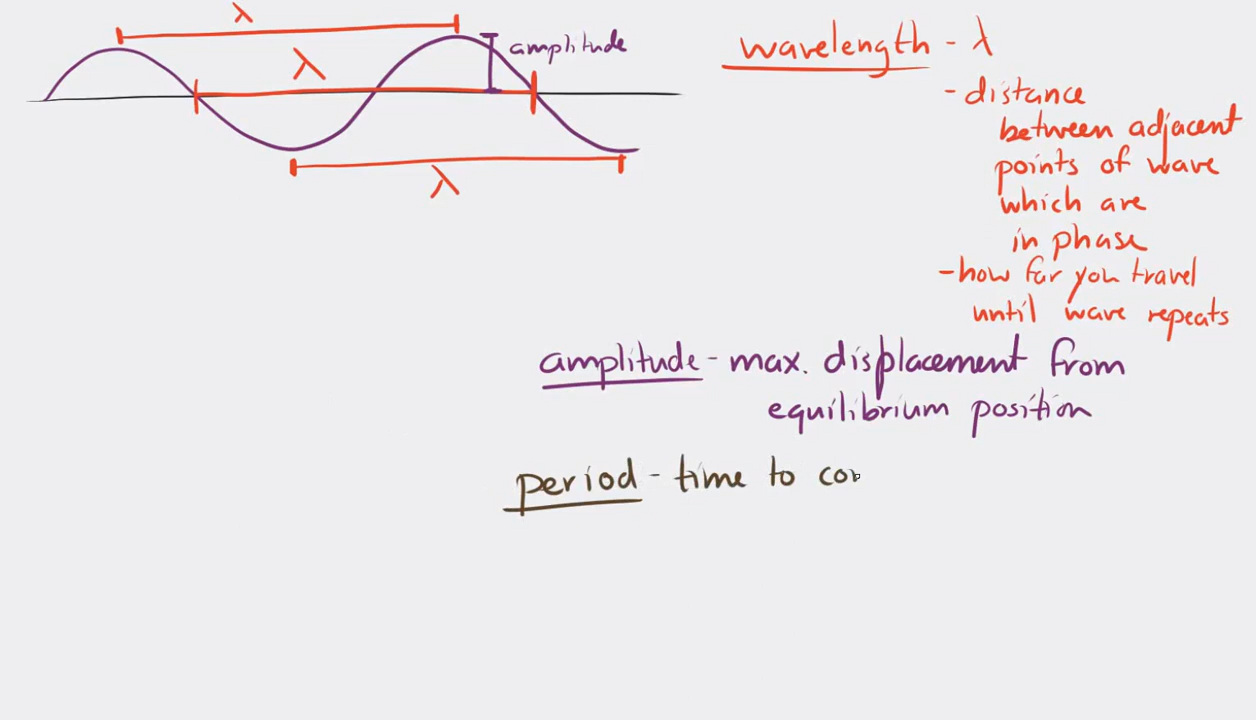 λ
λ
amplitude
λ
wavelength - λ
- distance
between adjacent
points of wave
which are
in phase
- how far you travel
until wave repeats
amplitude - max. displacement from
equilibrium position
period - time to com